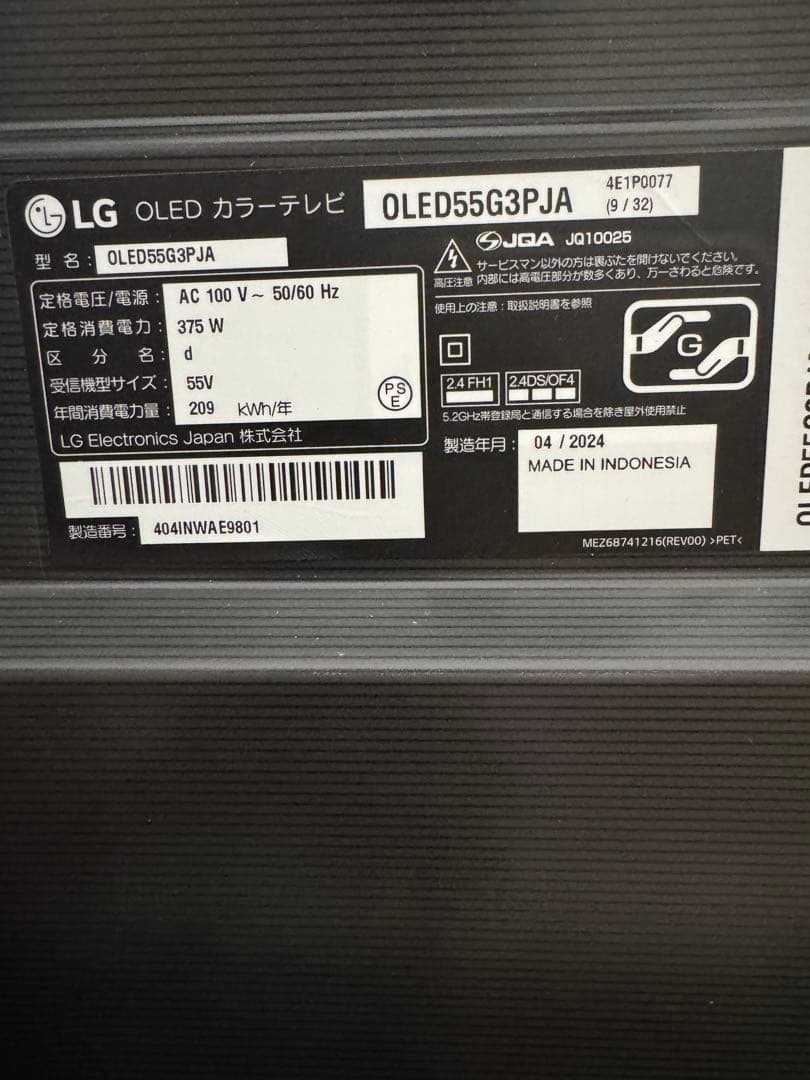 LG OLED カラーテレビ OLED55G3PJA 4E1P0077
(9 / 32)
型 名: OLED55G3PJA
定格電圧/電源: AC 100 V~ 50/60 Hz
定格消費電力: 375 W
区 分 名: d
受信機型サイズ: 55V
年間消費電力量: 209 kWh/年
PS
E
LG Electronics Japan 株式会社
製造番号: 404INWAE9801
JQA JQ10025
高圧注意
サービスマン以外の方は裏ぶたを開けないでください。
内部には高電圧部分が数多くあり、万一さわると危険です。
使用上の注意:取扱説明書を参照
G
2.4 FH1 2.4DS/OF4
5.2GHz帯登録局と通信する場合を除き屋外使用禁止
製造年月: 04 / 2024
MADE IN INDONESIA
MEZ68741216(REV00) >PET<